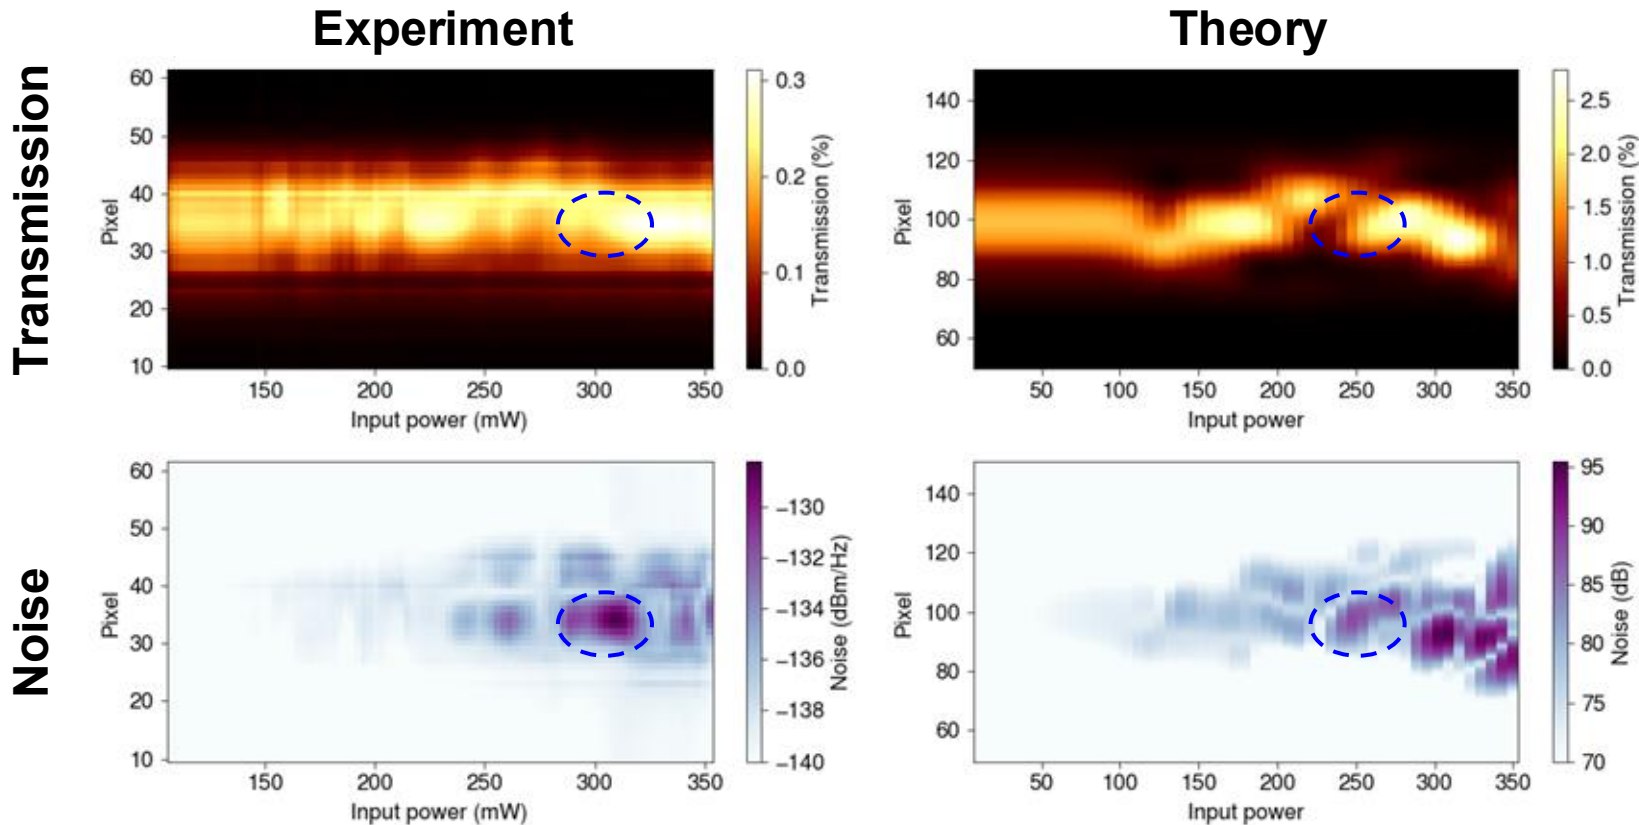 Experiment
Theory
Transmission
60
50
40
30
20
10
Pixel
150 200 250 300 350
Input power (mW)
0.3
0.2
0.1
0.0
Transmission (%)
140
120
100
80
60
Pixel
50 100 150 200 250 300 350
Input power
2.5
2.0
1.5
1.0
0.5
0.0
Transmission (%)
Noise
60
50
40
30
20
10
Pixel
150 200 250 300 350
Input power (mW)
−130
−132
−134
−136
−138
−140
Noise (dBm/Hz)
140
120
100
80
60
Pixel
50 100 150 200 250 300 350
Input power
95
90
85
80
75
70
Noise (dB)